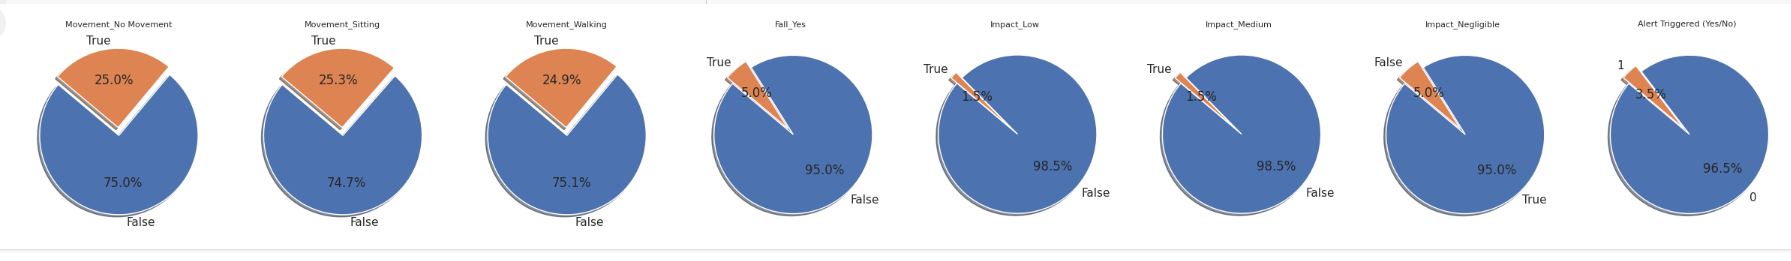 Movement_No Movement
True
25.0%
75.0%
False
Movement_Sitting
True
25.3%
74.7%
False
Movement_Walking
True
24.9%
75.1%
False
Fall_Yes
True
5.0%
95.0%
False
Impact_Low
True
1.5%
98.5%
False
Impact_Medium
True
1.5%
98.5%
False
Impact_Negligible
False
5.0%
95.0%
True
Alert Triggered (Yes/No)
1
3.5%
96.5%
0